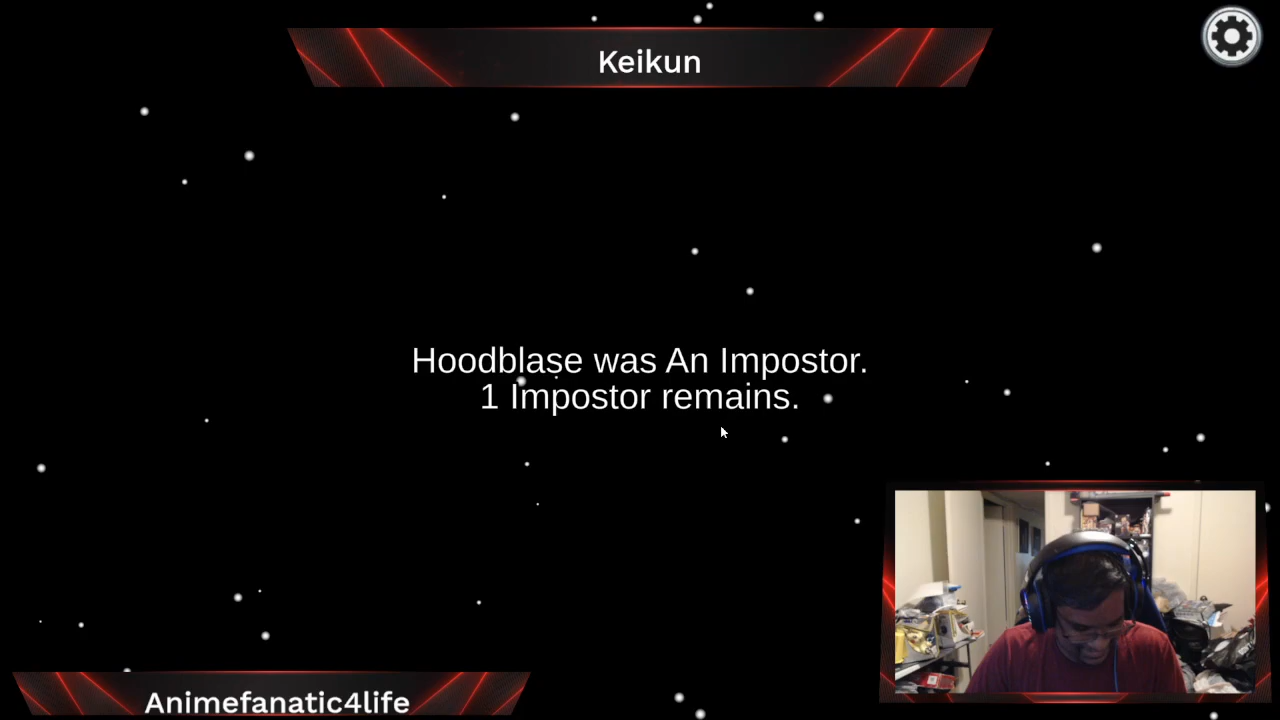 Keikun
Hoodblase was An Impostor.
1 Impostor remains.
Animefanatic4life